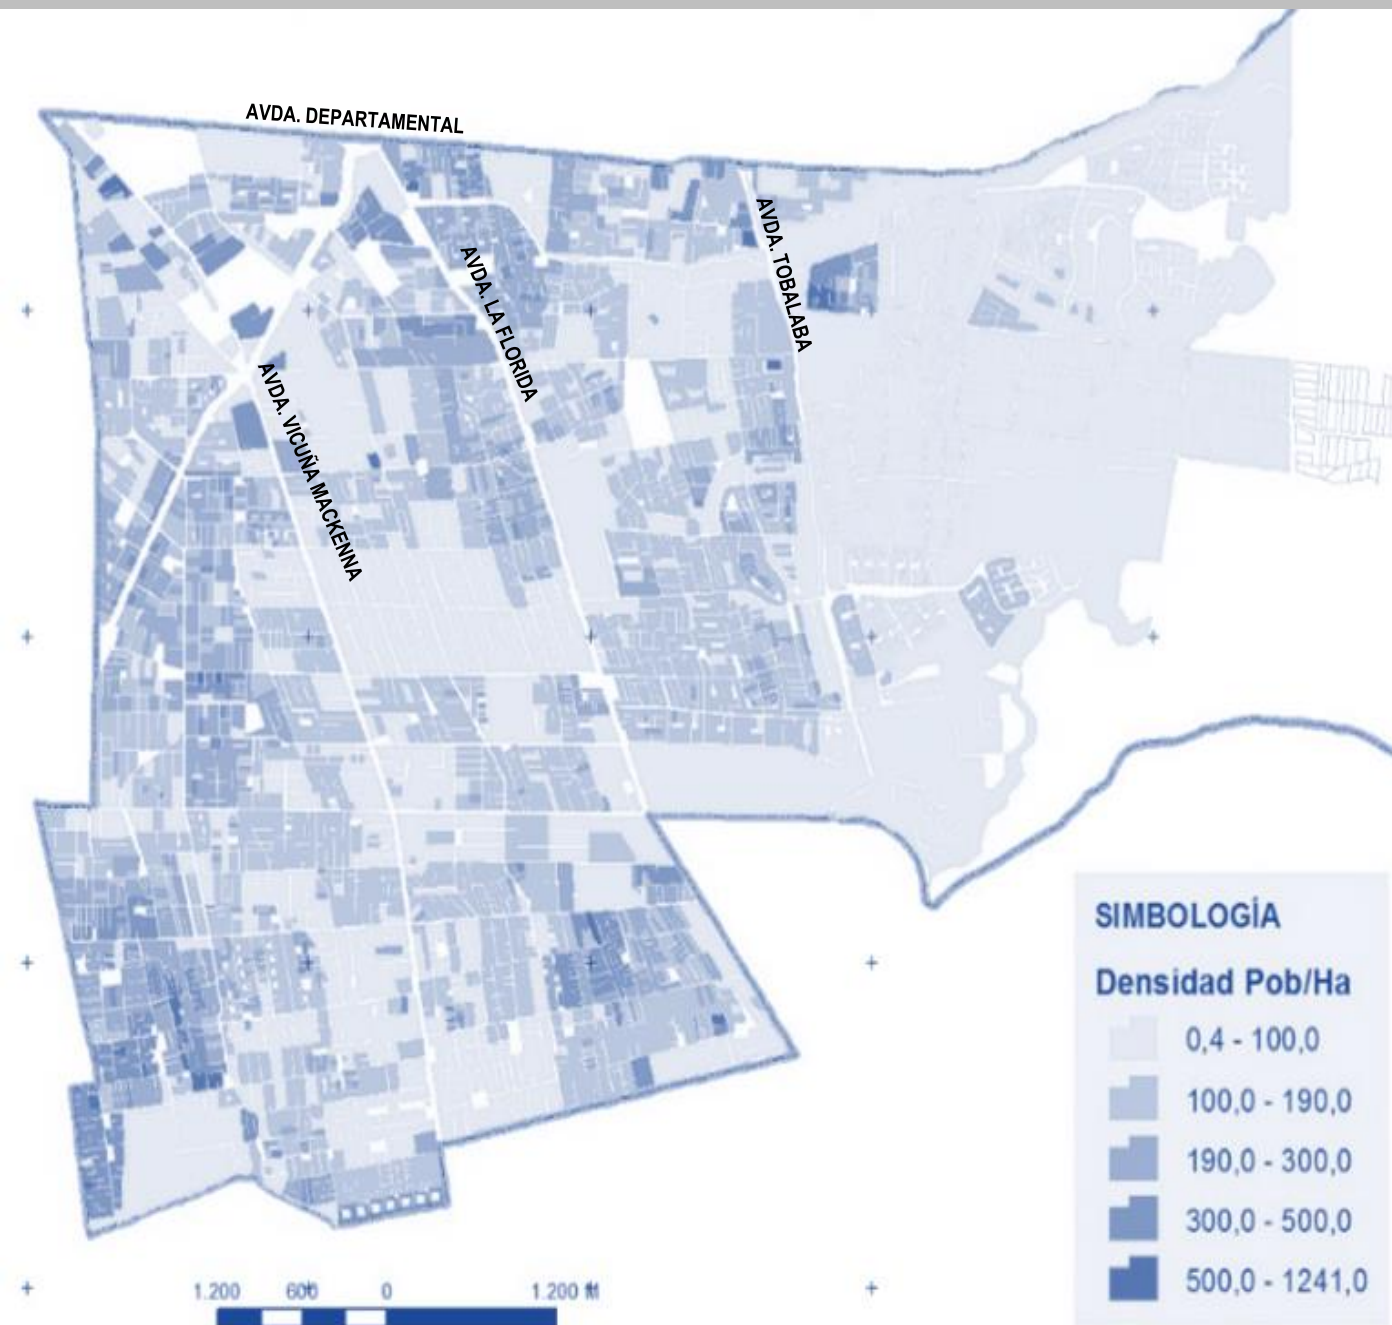 AVDA. DEPARTAMENTAL
AVDA. TOBALABA
AVDA. LA FLORIDA
AVDA. VICUÑA MACKENNA
SIMBOLOGÍA
Densidad Pob/Ha
0,4 - 100,0
100,0 - 190,0
190,0 - 300,0
300,0 - 500,0
500,0 - 1241,0
1.200 600 0 1.200 M